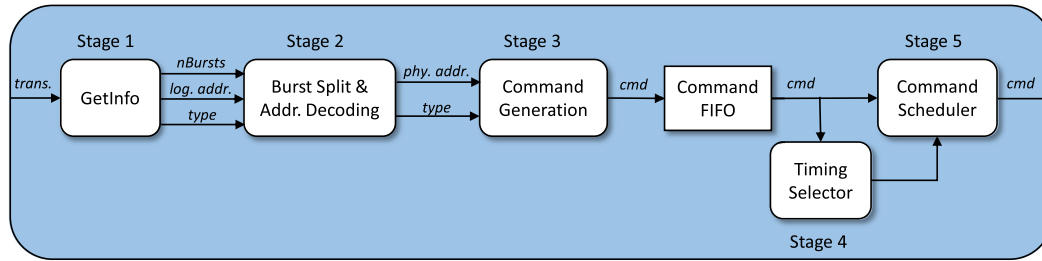 Stage 1
Stage 2
Stage 3
Stage 5
trans.
GetInfo
nBursts
log. addr.
type
Burst Split &
Addr. Decoding
phy. addr.
type
Command
Generation
cmd
Command
FIFO
cmd
Command
Scheduler
cmd
Timing
Selector
Stage 4